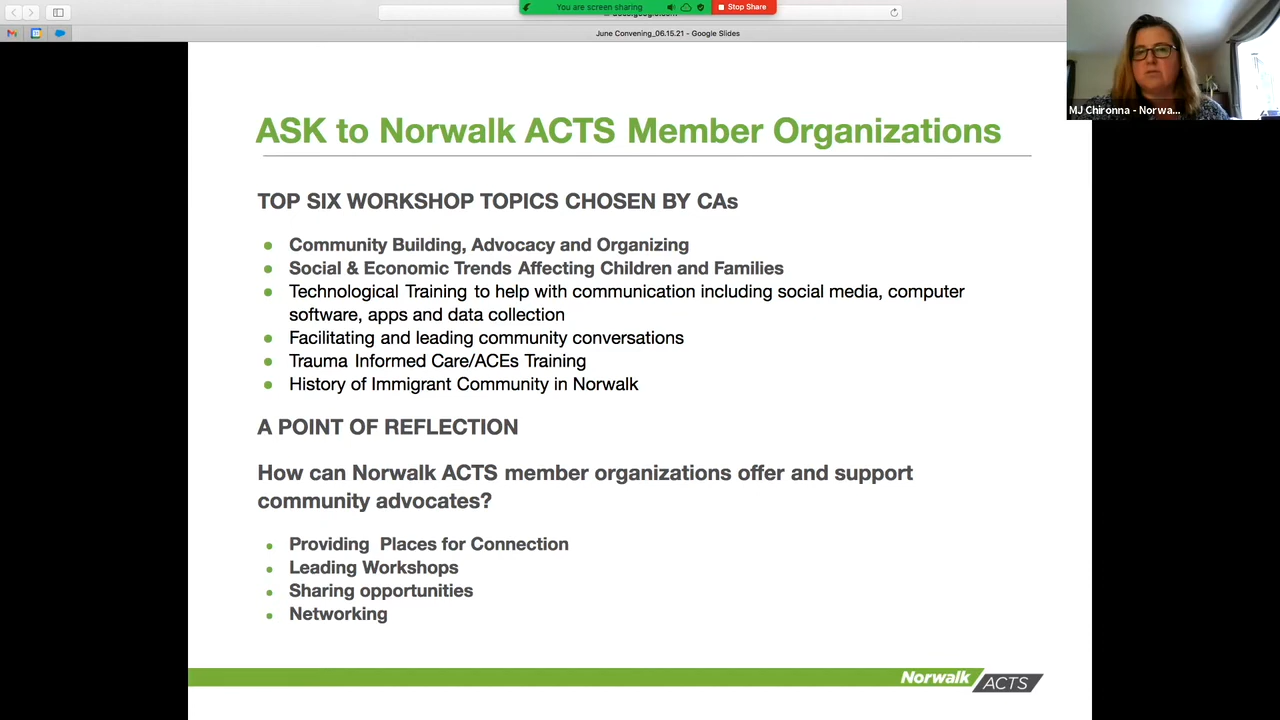 You are screen sharing
Stop Share
June Convening_06.15.21 - Google Slides
MJ Chironna - Norwa...
ASK to Norwalk ACTS Member Organizations
TOP SIX WORKSHOP TOPICS CHOSEN BY CAs
Community Building, Advocacy and Organizing
Social & Economic Trends Affecting Children and Families
Technological Training to help with communication including social media, computer
software, apps and data collection
Facilitating and leading community conversations
Trauma Informed Care/ACEs Training
History of Immigrant Community in Norwalk
A POINT OF REFLECTION
How can Norwalk ACTS member organizations offer and support
community advocates?
Providing Places for Connection
Leading Workshops
Sharing opportunities
Networking
Norwalk ACTS